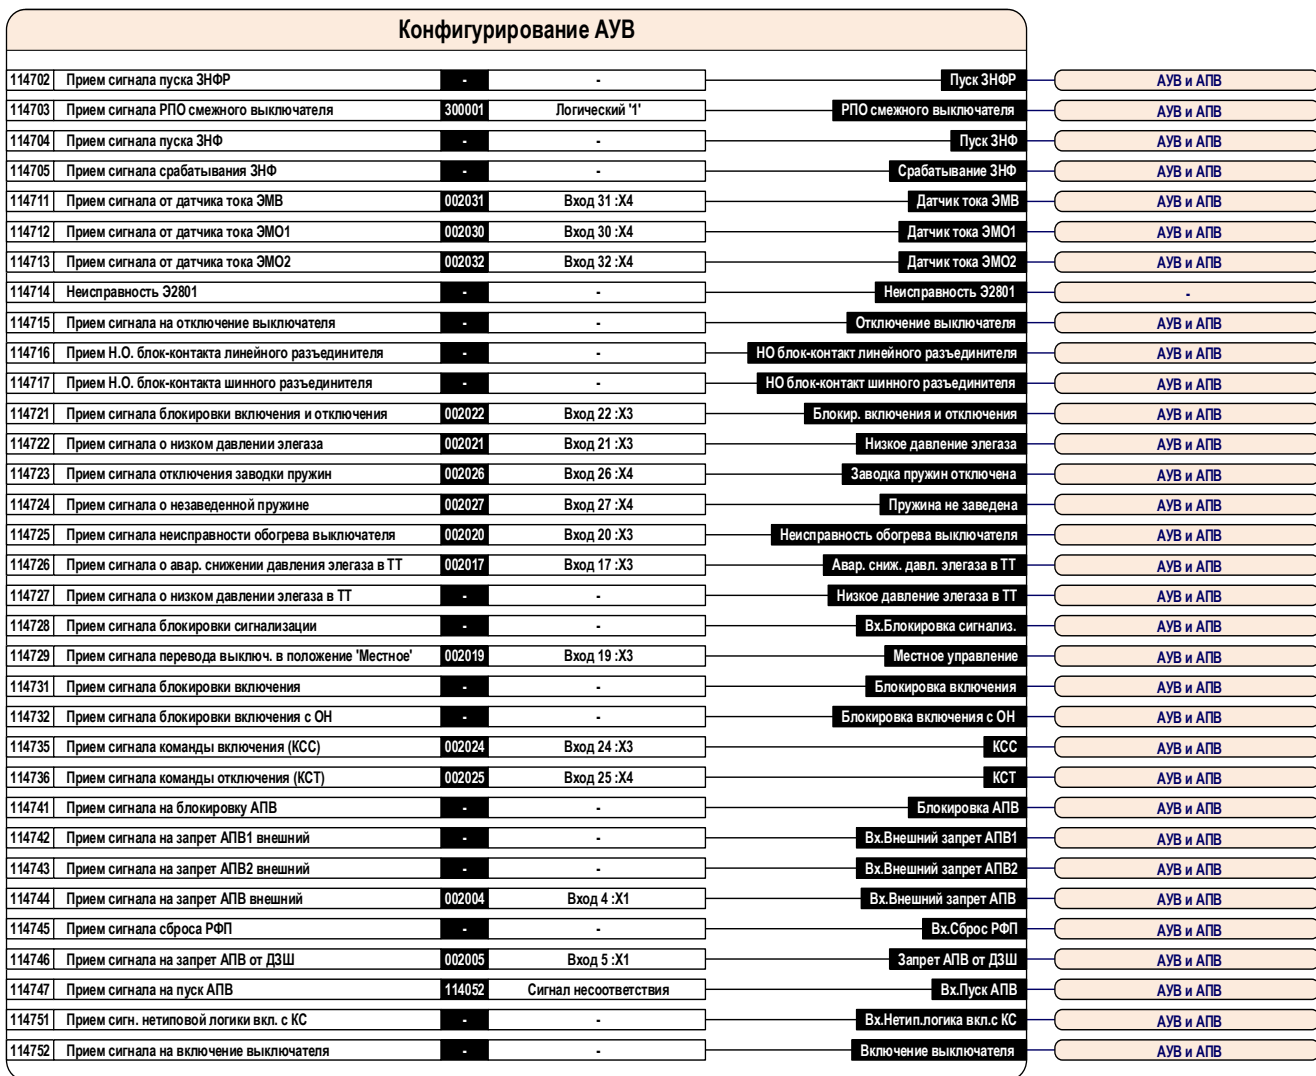 Конфигурирование АУВ
114702 Прием сигнала пуска ЗНФР - - Пуск ЗНФР АУВ и АПВ
114703 Прием сигнала РПО смежного выключателя 300001 Логический '1' РПО смежного выключателя АУВ и АПВ
114704 Прием сигнала пуска ЗНФ - - Пуск ЗНФ АУВ и АПВ
114705 Прием сигнала срабатывания ЗНФ - - Срабатывание ЗНФ АУВ и АПВ
114711 Прием сигнала от датчика тока ЭМВ 002031 Вход 31 :X4 Датчик тока ЭМВ АУВ и АПВ
114712 Прием сигнала от датчика тока ЭМО1 002030 Вход 30 :X4 Датчик тока ЭМО1 АУВ и АПВ
114713 Прием сигнала от датчика тока ЭМО2 002032 Вход 32 :X4 Датчик тока ЭМО2 АУВ и АПВ
114714 Неисправность Э2801 - - Неисправность Э2801 -
114715 Прием сигнала на отключение выключателя - - Отключение выключателя АУВ и АПВ
114716 Прием Н.О. блок-контакта линейного разъединителя - - НО блок-контакт линейного разъединителя АУВ и АПВ
114717 Прием Н.О. блок-контакта шинного разъединителя - - НО блок-контакт шинного разъединителя АУВ и АПВ
114721 Прием сигнала блокировки включения и отключения 002022 Вход 22 :X3 Блокир. включения и отключения АУВ и АПВ
114722 Прием сигнала о низком давлении элегаза 002021 Вход 21 :X3 Низкое давление элегаза АУВ и АПВ
114723 Прием сигнала отключения заводки пружин 002026 Вход 26 :X4 Заводка пружин отключена АУВ и АПВ
114724 Прием сигнала о незаведенной пружине 002027 Вход 27 :X4 Пружина не заведена АУВ и АПВ
114725 Прием сигнала неисправности обогрева выключателя 002020 Вход 20 :X3 Неисправность обогрева выключателя АУВ и АПВ
114726 Прием сигнала о авар. снижении давления элегаза в ТТ 002017 Вход 17 :X3 Авар. сниж. давл. элегаза в ТТ АУВ и АПВ
114727 Прием сигнала о низком давлении элегаза в ТТ - - Низкое давление элегаза в ТТ АУВ и АПВ
114728 Прием сигнала блокировки сигнализации - - Вх.Блокировка сигнализ. АУВ и АПВ
114729 Прием сигнала перевода выключ. в положение 'Местное' 002019 Вход 19 :X3 Местное управление АУВ и АПВ
114731 Прием сигнала блокировки включения - - Блокировка включения АУВ и АПВ
114732 Прием сигнала блокировки включения с ОН - - Блокировка включения с ОН АУВ и АПВ
114735 Прием сигнала команды включения (КСС) 002024 Вход 24 :X3 КСС АУВ и АПВ
114736 Прием сигнала команды отключения (КСТ) 002025 Вход 25 :X4 КСТ АУВ и АПВ
114741 Прием сигнала на блокировку АПВ - - Блокировка АПВ АУВ и АПВ
114742 Прием сигнала на запрет АПВ1 внешний - - Вх.Внешний запрет АПВ1 АУВ и АПВ
114743 Прием сигнала на запрет АПВ2 внешний - - Вх.Внешний запрет АПВ2 АУВ и АПВ
114744 Прием сигнала на запрет АПВ внешний 002004 Вход 4 :X1 Вх.Внешний запрет АПВ АУВ и АПВ
114745 Прием сигнала сброса РФП - - Вх.Сброс РФП АУВ и АПВ
114746 Прием сигнала на запрет АПВ от ДЗШ 002005 Вход 5 :X1 Запрет АПВ от ДЗШ АУВ и АПВ
114747 Прием сигнала на пуск АПВ 114052 Сигнал несоответствия Вх.Пуск АПВ АУВ и АПВ
114751 Прием сигн. нетиповой логики вкл. с КС - - Вх.Нетип.логика вкл.с КС АУВ и АПВ
114752 Прием сигнала на включение выключателя - - Включение выключателя АУВ и АПВ